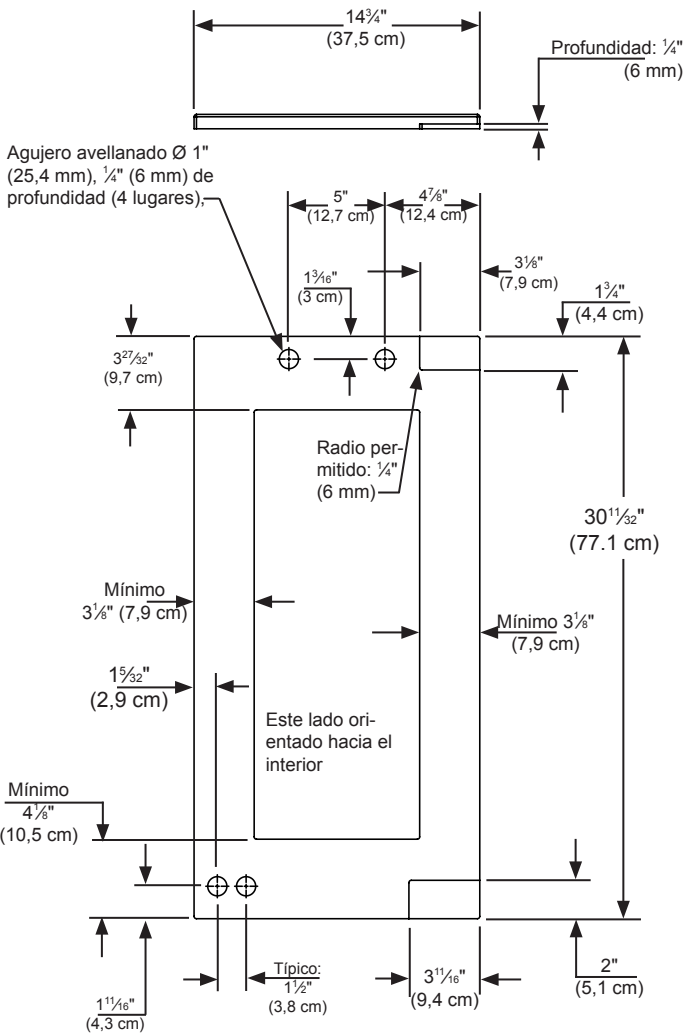 14¾"
(37,5 cm)
Profundidad: ¼"
(6 mm)
Agujero avellanado Ø 1"
(25,4 mm), ¼" (6 mm) de
profundidad (4 lugares),
5"
(12,7 cm)
4⅞"
(12,4 cm)
1³⁄₁₆"
(3 cm)
3⅛"
(7,9 cm)
1¾"
(4,4 cm)
3²⁷⁄₃₂"
(9,7 cm)
Radio per-
mitido: ¼"
(6 mm)
30¹¹⁄₃₂"
(77.1 cm)
Mínimo
3⅛" (7,9 cm)
Mínimo 3⅛"
(7,9 cm)
1⁵⁄₃₂"
(2,9 cm)
Este lado ori-
entado hacia el
interior
Mínimo
4⅛"
(10,5 cm)
1¹¹⁄₁₆"
(4,3 cm)
Típico:
1½"
(3,8 cm)
3¹¹⁄₁₆"
(9,4 cm)
2"
(5,1 cm)